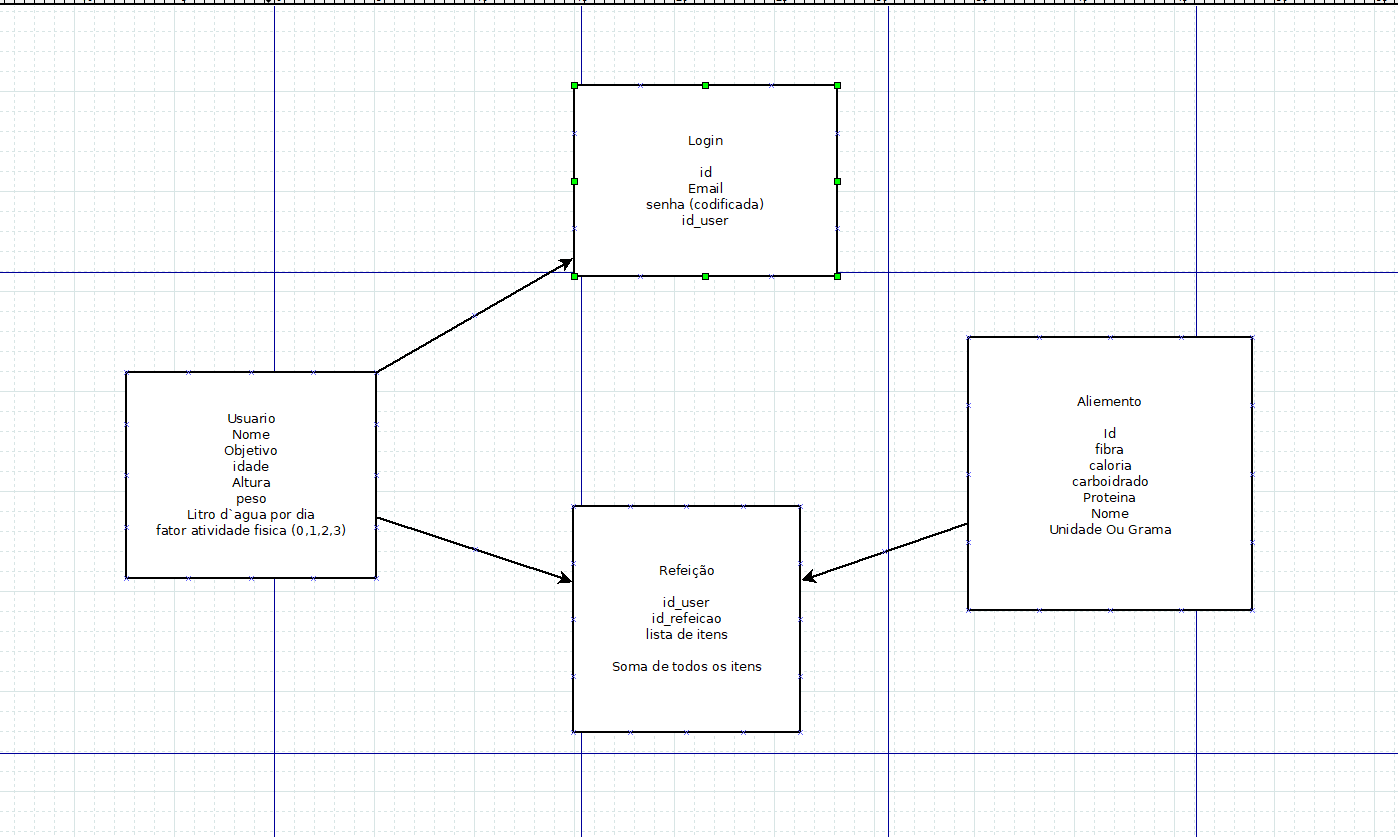 Login
id
Email
senha (codificada)
id_user
Usuario
Nome
Objetivo
idade
Altura
peso
Litro d`agua por dia
fator atividade fisica (0,1,2,3)
Aliemento
Id
fibra
caloria
carboidrado
Proteina
Nome
Unidade Ou Grama
Refeição
id_user
id_refeicao
lista de itens
Soma de todos os itens